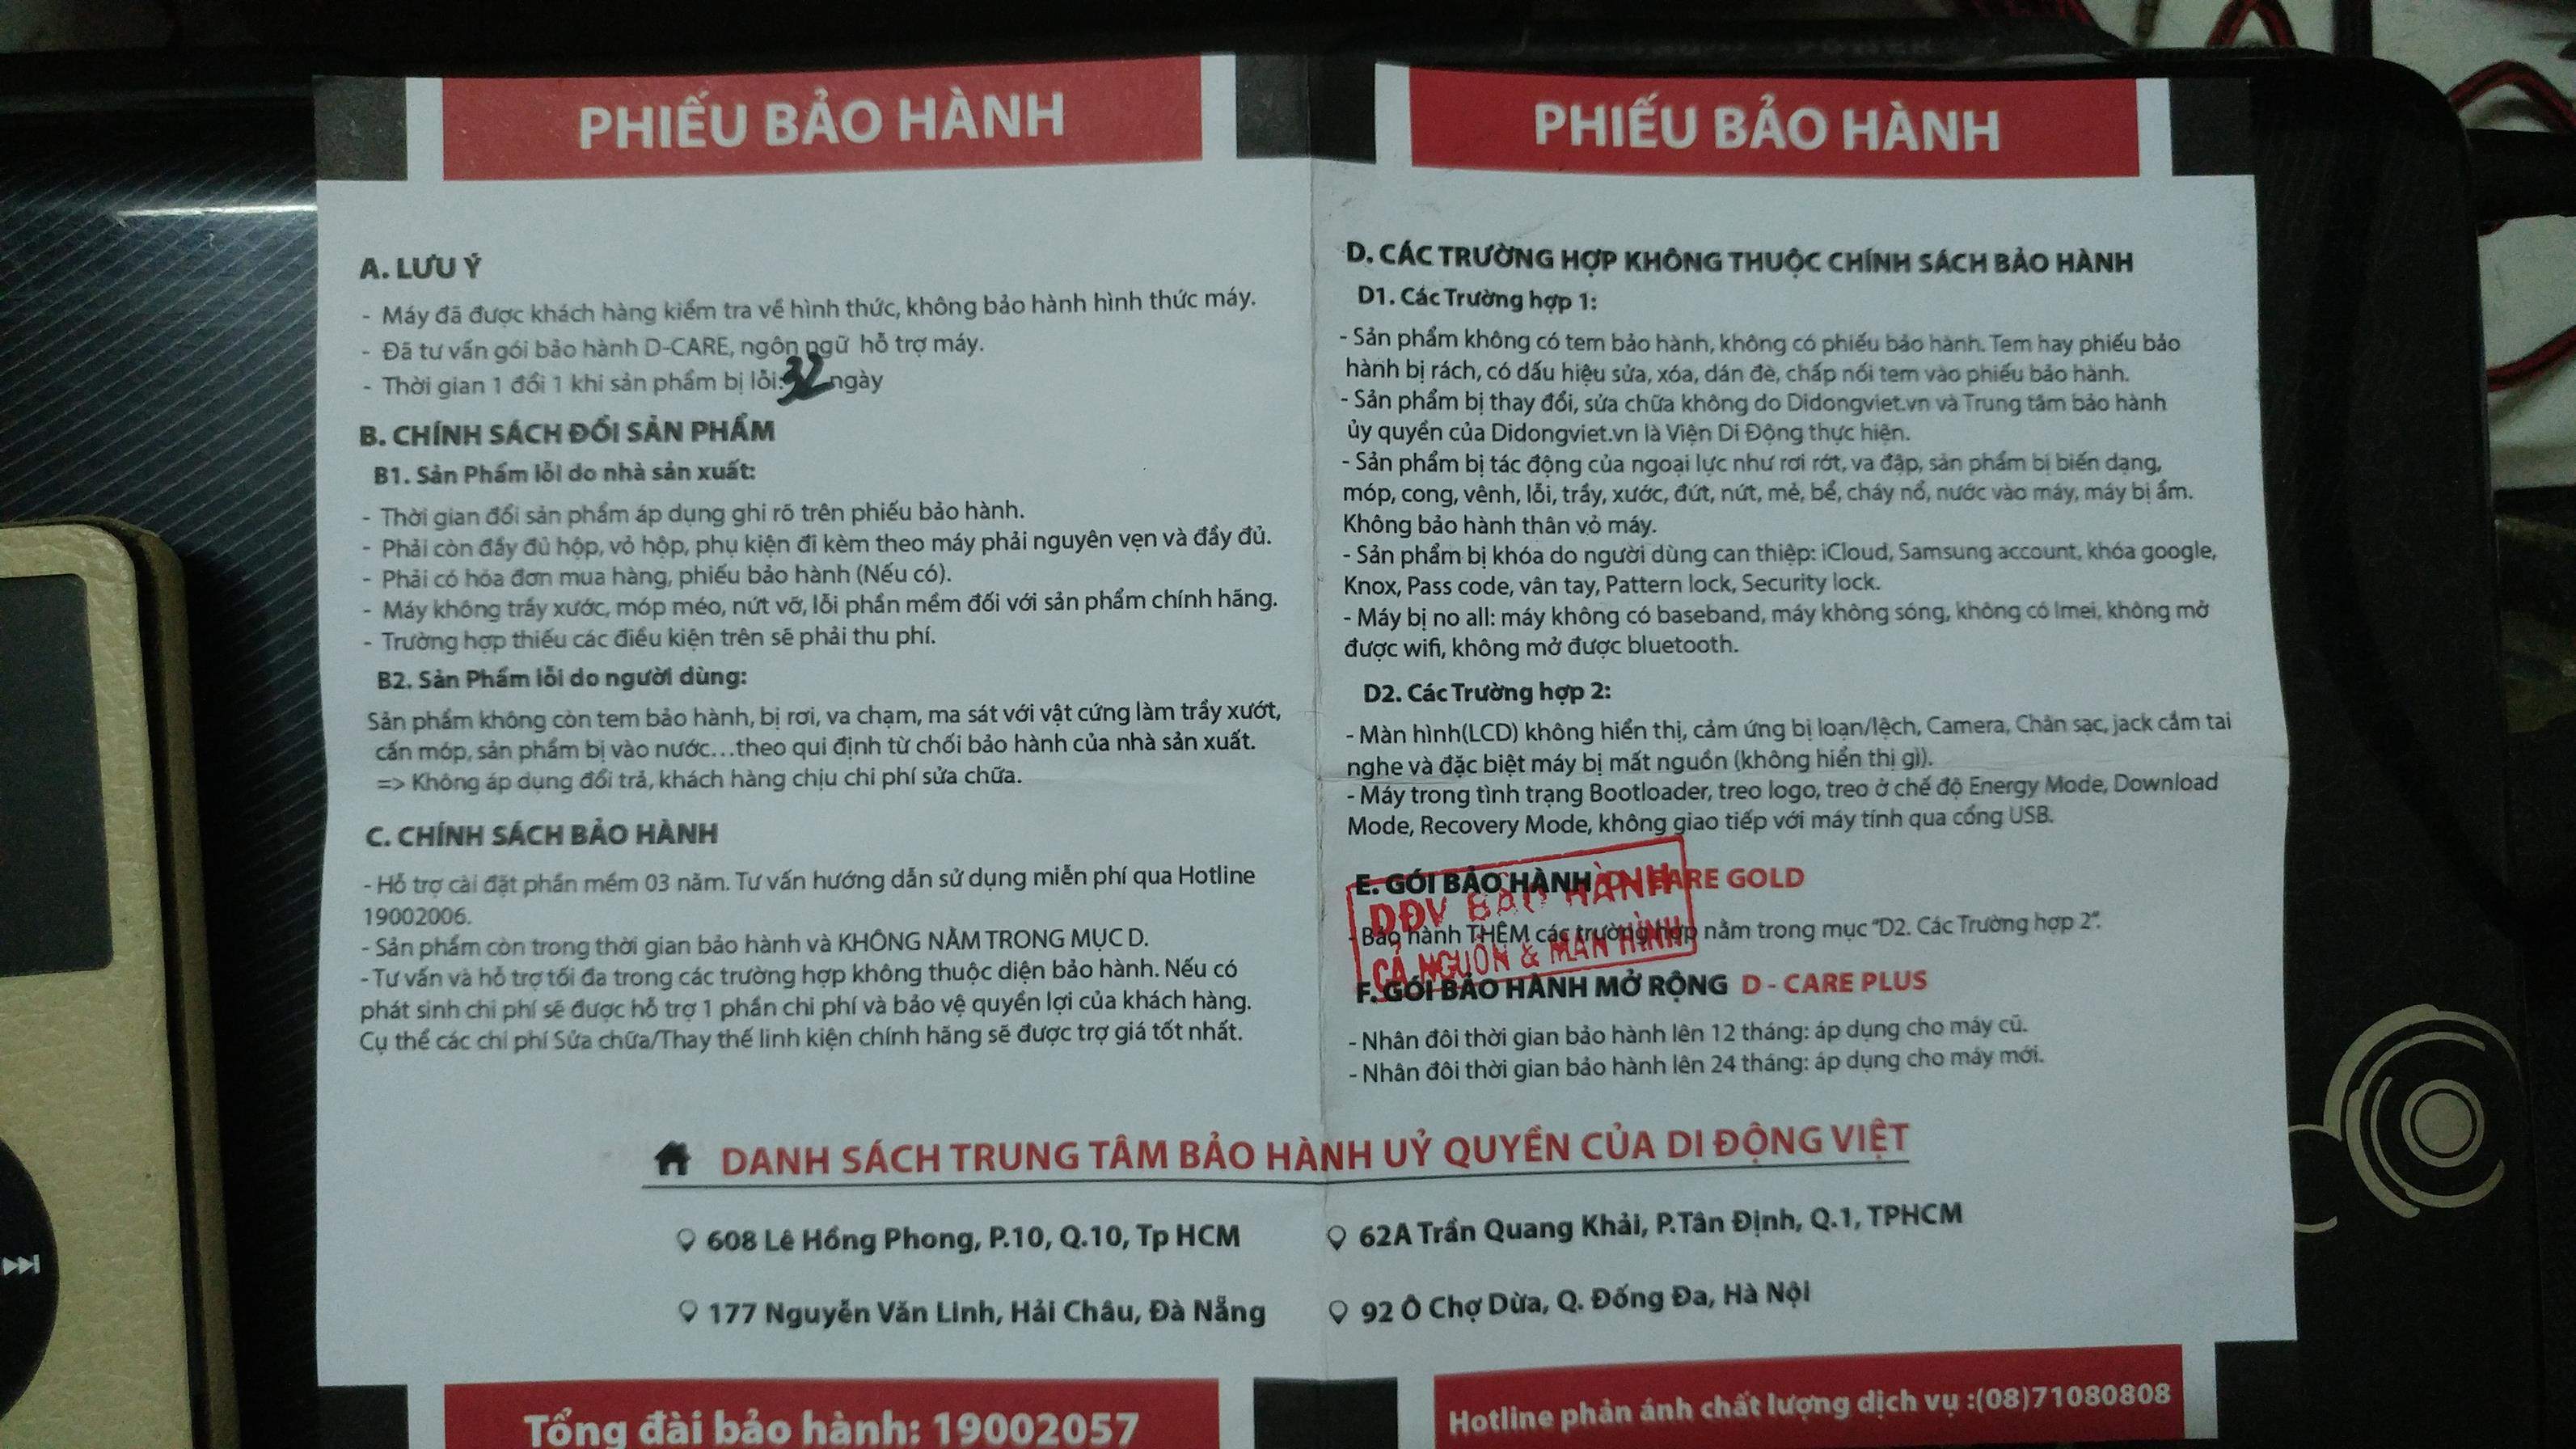 PHIẾU BẢO HÀNH
A. LƯU Ý
- Máy đã được khách hàng kiểm tra về hình thức, không bảo hành hình thức máy.
- Đã tư vấn gói bảo hành D-CARE, ngôn ngữ hỗ trợ máy.
- Thời gian 1 đổi 1 khi sản phẩm bị lỗi: 32 ngày
B. CHÍNH SÁCH ĐỔI SẢN PHẨM
B1. Sản Phẩm lỗi do nhà sản xuất:
- Thời gian đổi sản phẩm áp dụng ghi rõ trên phiếu bảo hành.
- Phải còn đầy đủ hộp, vỏ hộp, phụ kiện đi kèm theo máy phải nguyên vẹn và đầy đủ.
- Phải có hóa đơn mua hàng, phiếu bảo hành (Nếu có).
- Máy không trầy xước, móp méo, nứt vỡ, lỗi phần mềm đối với sản phẩm chính hãng.
- Trường hợp thiếu các điều kiện trên sẽ phải thu phí.
B2. Sản Phẩm lỗi do người dùng:
Sản phẩm không còn tem bảo hành, bị rơi, va chạm, ma sát với vật cứng làm trầy xướt,
cấn móp, sản phẩm bị vào nước...theo qui định từ chối bảo hành của nhà sản xuất.
=> Không áp dụng đổi trả, khách hàng chịu chi phí sửa chữa.
C. CHÍNH SÁCH BẢO HÀNH
- Hỗ trợ cài đặt phần mềm 03 năm. Tư vấn hướng dẫn sử dụng miễn phí qua Hotline
19002006.
- Sản phẩm còn trong thời gian bảo hành và KHÔNG NẰM TRONG MỤC D.
- Tư vấn và hỗ trợ tối đa trong các trường hợp không thuộc diện bảo hành. Nếu có
phát sinh chi phí sẽ được hỗ trợ 1 phần chi phí và bảo vệ quyền lợi của khách hàng.
Cụ thể các chi phí Sửa chữa/Thay thế linh kiện chính hãng sẽ được trợ giá tốt nhất.
PHIẾU BẢO HÀNH
D. CÁC TRƯỜNG HỢP KHÔNG THUỘC CHÍNH SÁCH BẢO HÀNH
D1. Các Trường hợp 1:
- Sản phẩm không có tem bảo hành, không có phiếu bảo hành. Tem hay phiếu bảo
hành bị rách, có dấu hiệu sửa, xóa, dán đè, chấp nối tem vào phiếu bảo hành.
- Sản phẩm bị thay đổi, sửa chữa không do Didongviet.vn và Trung tâm bảo hành
ủy quyền của Didongviet.vn là Viện Di Động thực hiện.
- Sản phẩm bị tác động của ngoại lực như rơi rớt, va đập, sản phẩm bị biến dạng,
móp, cong, vênh, lỗi, trầy, xước, đứt, nứt, mẻ, bể, cháy nổ, nước vào máy, máy bị ẩm.
Không bảo hành thân vỏ máy.
- Sản phẩm bị khóa do người dùng can thiệp: iCloud, Samsung account, khóa google,
Knox, Pass code, vân tay, Pattern lock, Security lock.
- Máy bị no all: máy không có baseband, máy không sóng, không có Imei, không mở
được wifi, không mở được bluetooth.
D2. Các Trường hợp 2:
- Màn hình(LCD) không hiển thị, cảm ứng bị loạn/lệch, Camera, Chân sạc, jack cắm tai
nghe và đặc biệt máy bị mất nguồn (không hiển thị gì).
- Máy trong tình trạng Bootloader, treo logo, treo ở chế độ Energy Mode, Download
Mode, Recovery Mode, không giao tiếp với máy tính qua cổng USB.
E. GÓI BẢO HÀNH D - CARE GOLD
DĐV BẢO HÀNH
- Bảo hành THÊM các trường hợp nằm trong mục "D2. Các Trường hợp 2".
CẢ NGUỒN & MÀN HÌNH
F. GÓI BẢO HÀNH MỞ RỘNG D - CARE PLUS
- Nhân đôi thời gian bảo hành lên 12 tháng: áp dụng cho máy cũ.
- Nhân đôi thời gian bảo hành lên 24 tháng: áp dụng cho máy mới.
DANH SÁCH TRUNG TÂM BẢO HÀNH UỶ QUYỀN CỦA DI ĐỘNG VIỆT
608 Lê Hồng Phong, P.10, Q.10, Tp HCM
62A Trần Quang Khải, P.Tân Định, Q.1, TPHCM
177 Nguyễn Văn Linh, Hải Châu, Đà Nẵng
92 Ô Chợ Dừa, Q. Đống Đa, Hà Nội
Tổng đài bảo hành: 19002057
Hotline phản ánh chất lượng dịch vụ :(08)71080808